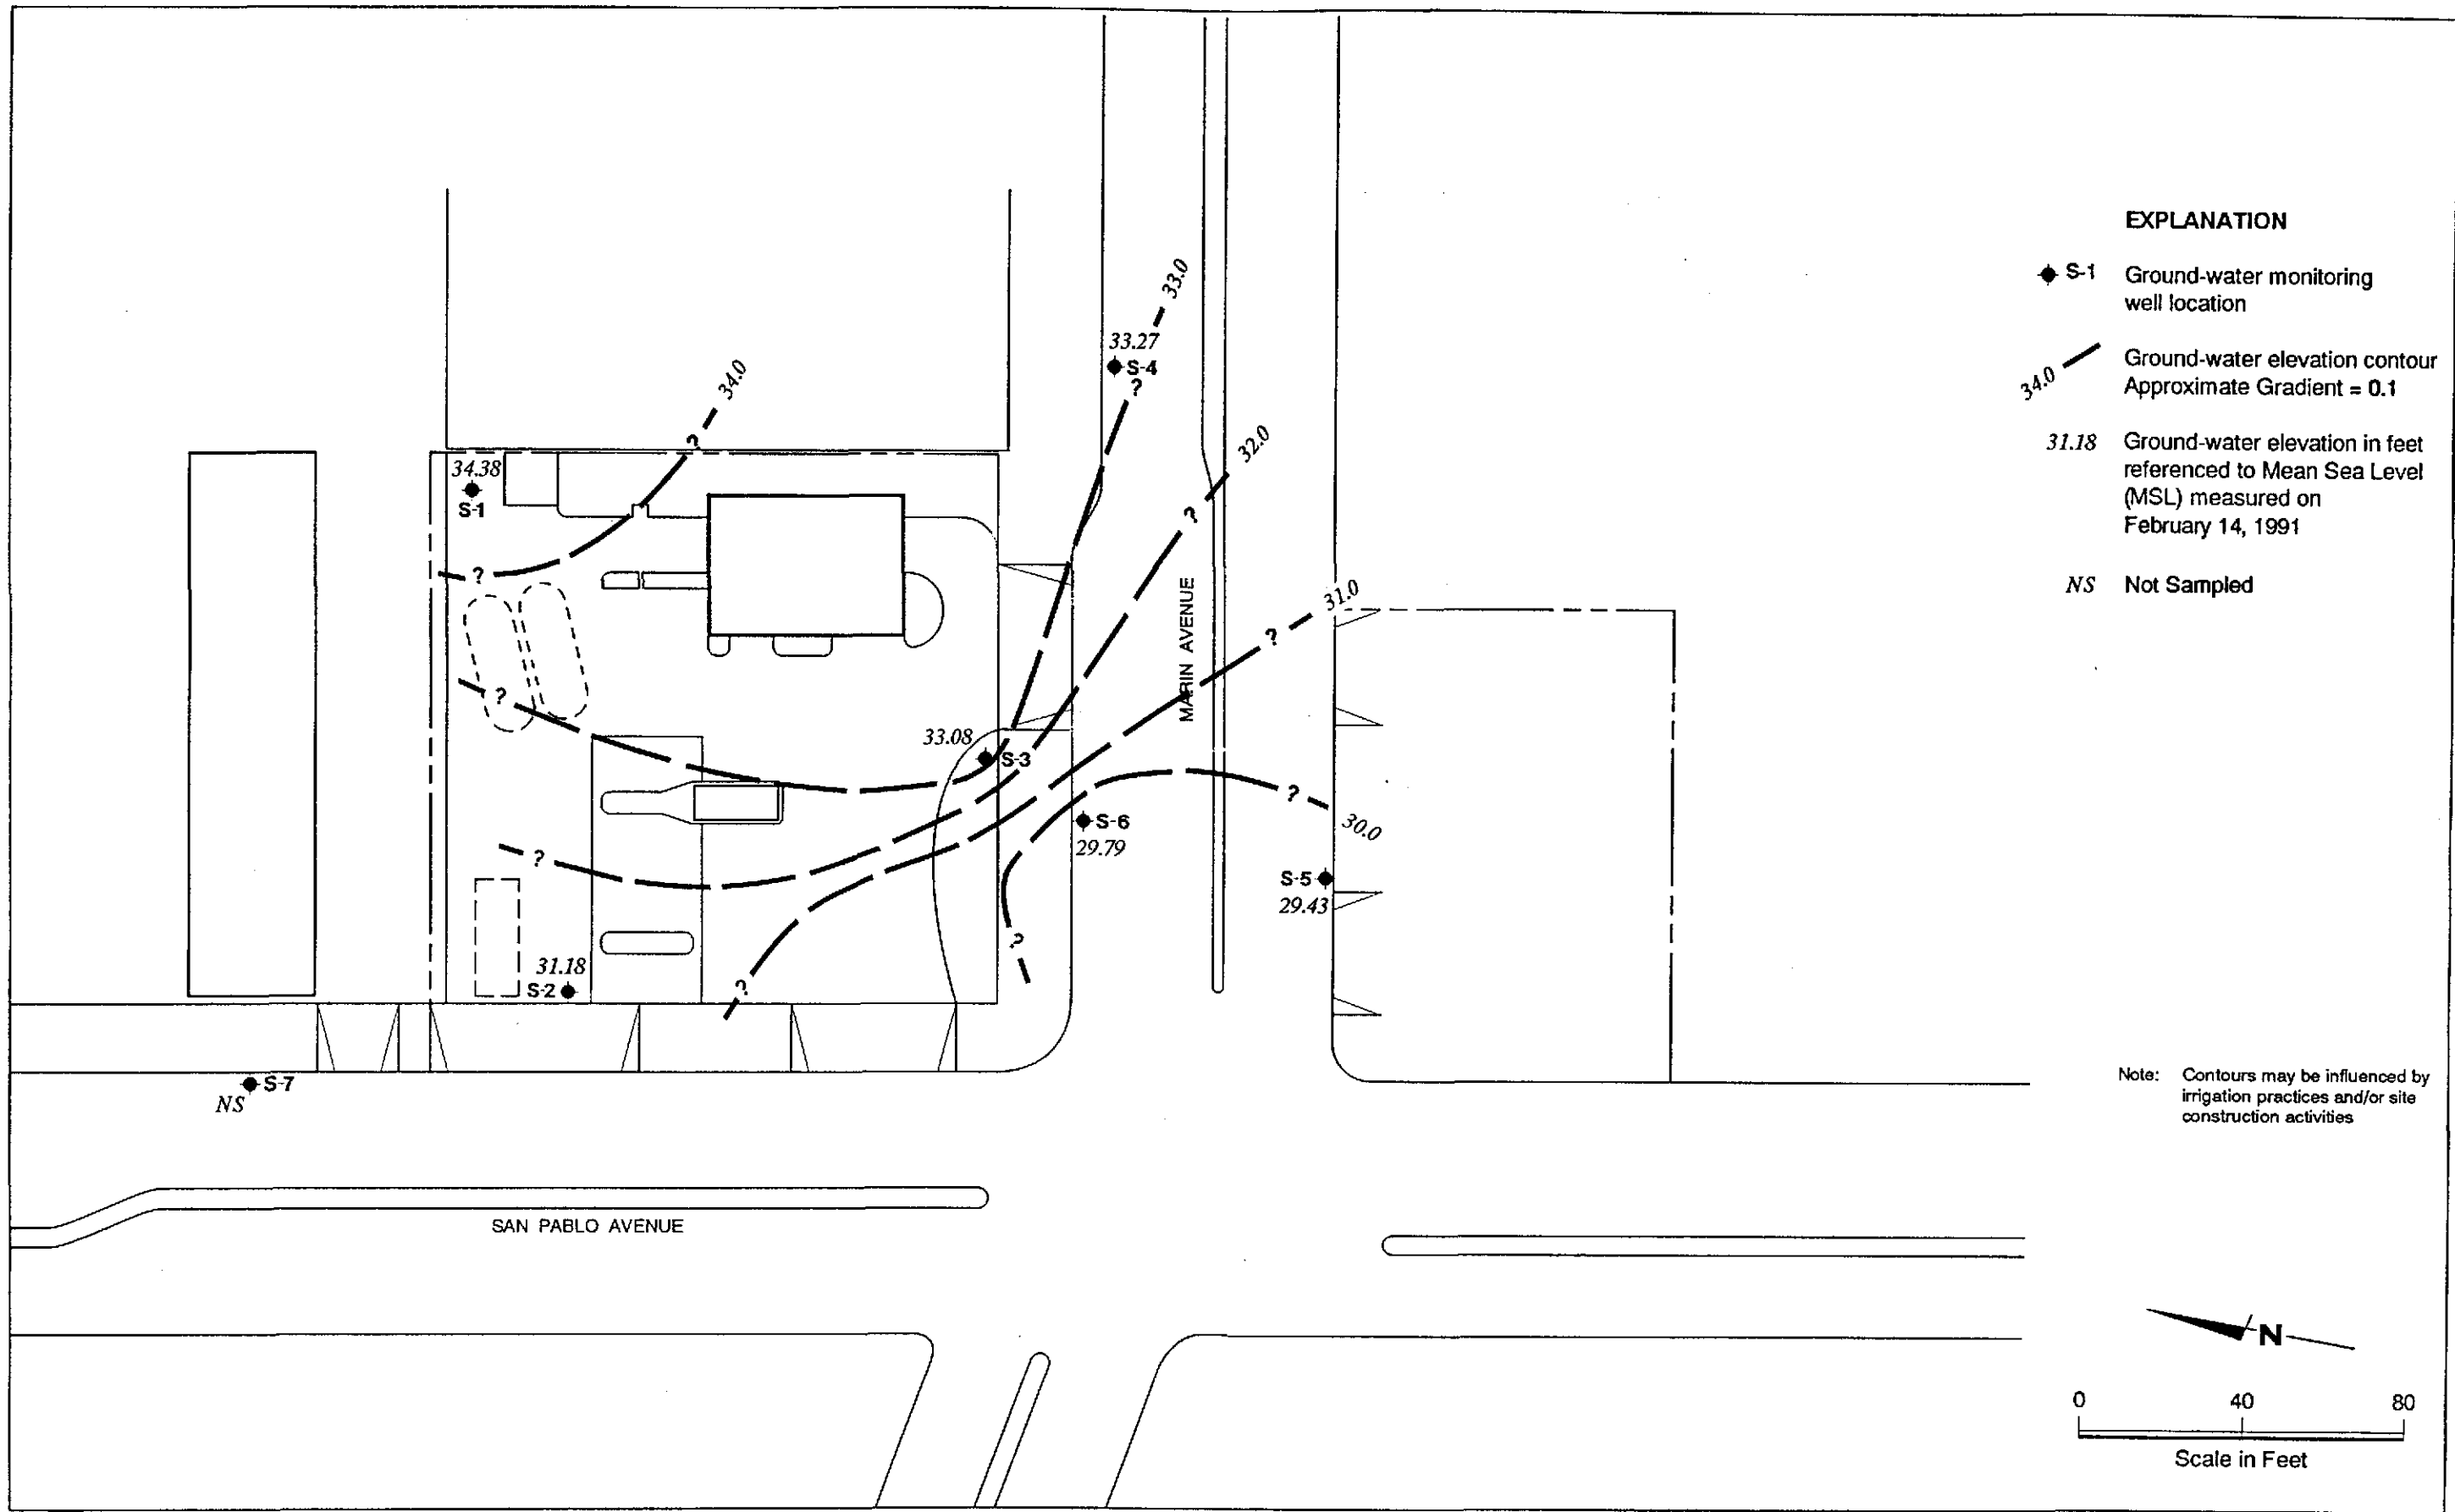 EXPLANATION
S-1 Ground-water monitoring
well location
34.0 Ground-water elevation contour
Approximate Gradient = 0.1
31.18 Ground-water elevation in feet
referenced to Mean Sea Level
(MSL) measured on
February 14, 1991
NS Not Sampled
33.0
33.27
S-4
?
34.0
?
32.0
34.38
S-1
?
?
31.0
?
MARIN AVENUE
?
33.08
S-3
?
30.0
S-6
29.79
?
S-5
29.43
?
31.18
S-2
?
S-7
NS
Note: Contours may be influenced by
irrigation practices and/or site
construction activities
SAN PABLO AVENUE
N
0 40 80
Scale in Feet